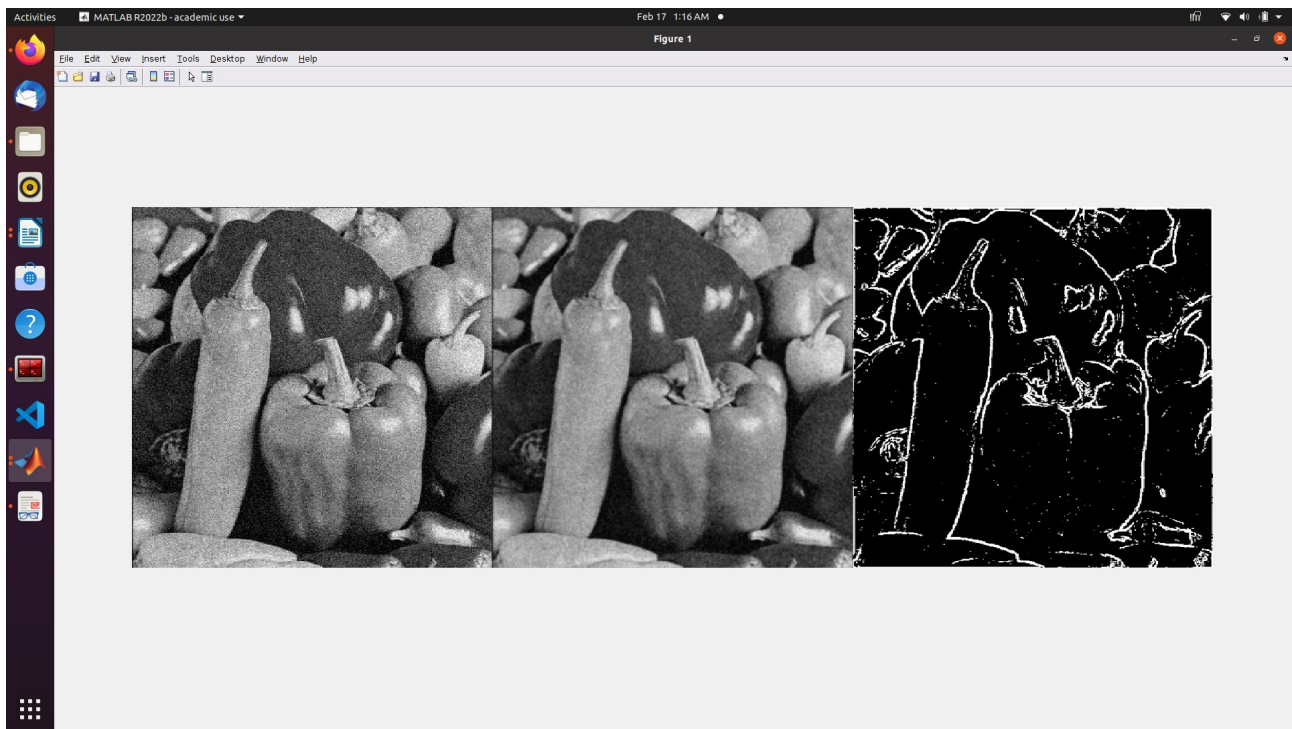 Activities MATLAB R2022b - academic use Feb 17 1:16 AM
Figure 1
File Edit View Insert Tools Desktop Window Help